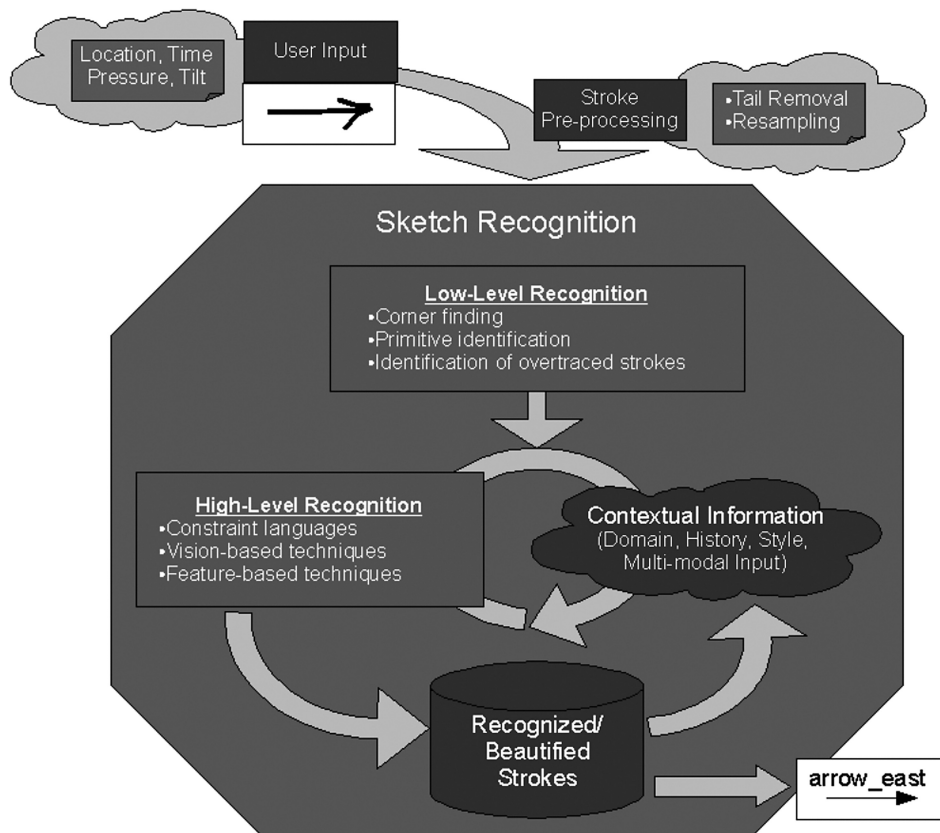 Location, Time
Pressure, Tilt
User Input
Stroke
Pre-processing
•Tail Removal
•Resampling
Sketch Recognition
Low-Level Recognition
•Corner finding
•Primitive identification
•Identification of overtraced strokes
High-Level Recognition
•Constraint languages
•Vision-based techniques
•Feature-based techniques
Contextual Information
(Domain, History, Style,
Multi-modal Input)
Recognized/
Beautified
Strokes
arrow_east